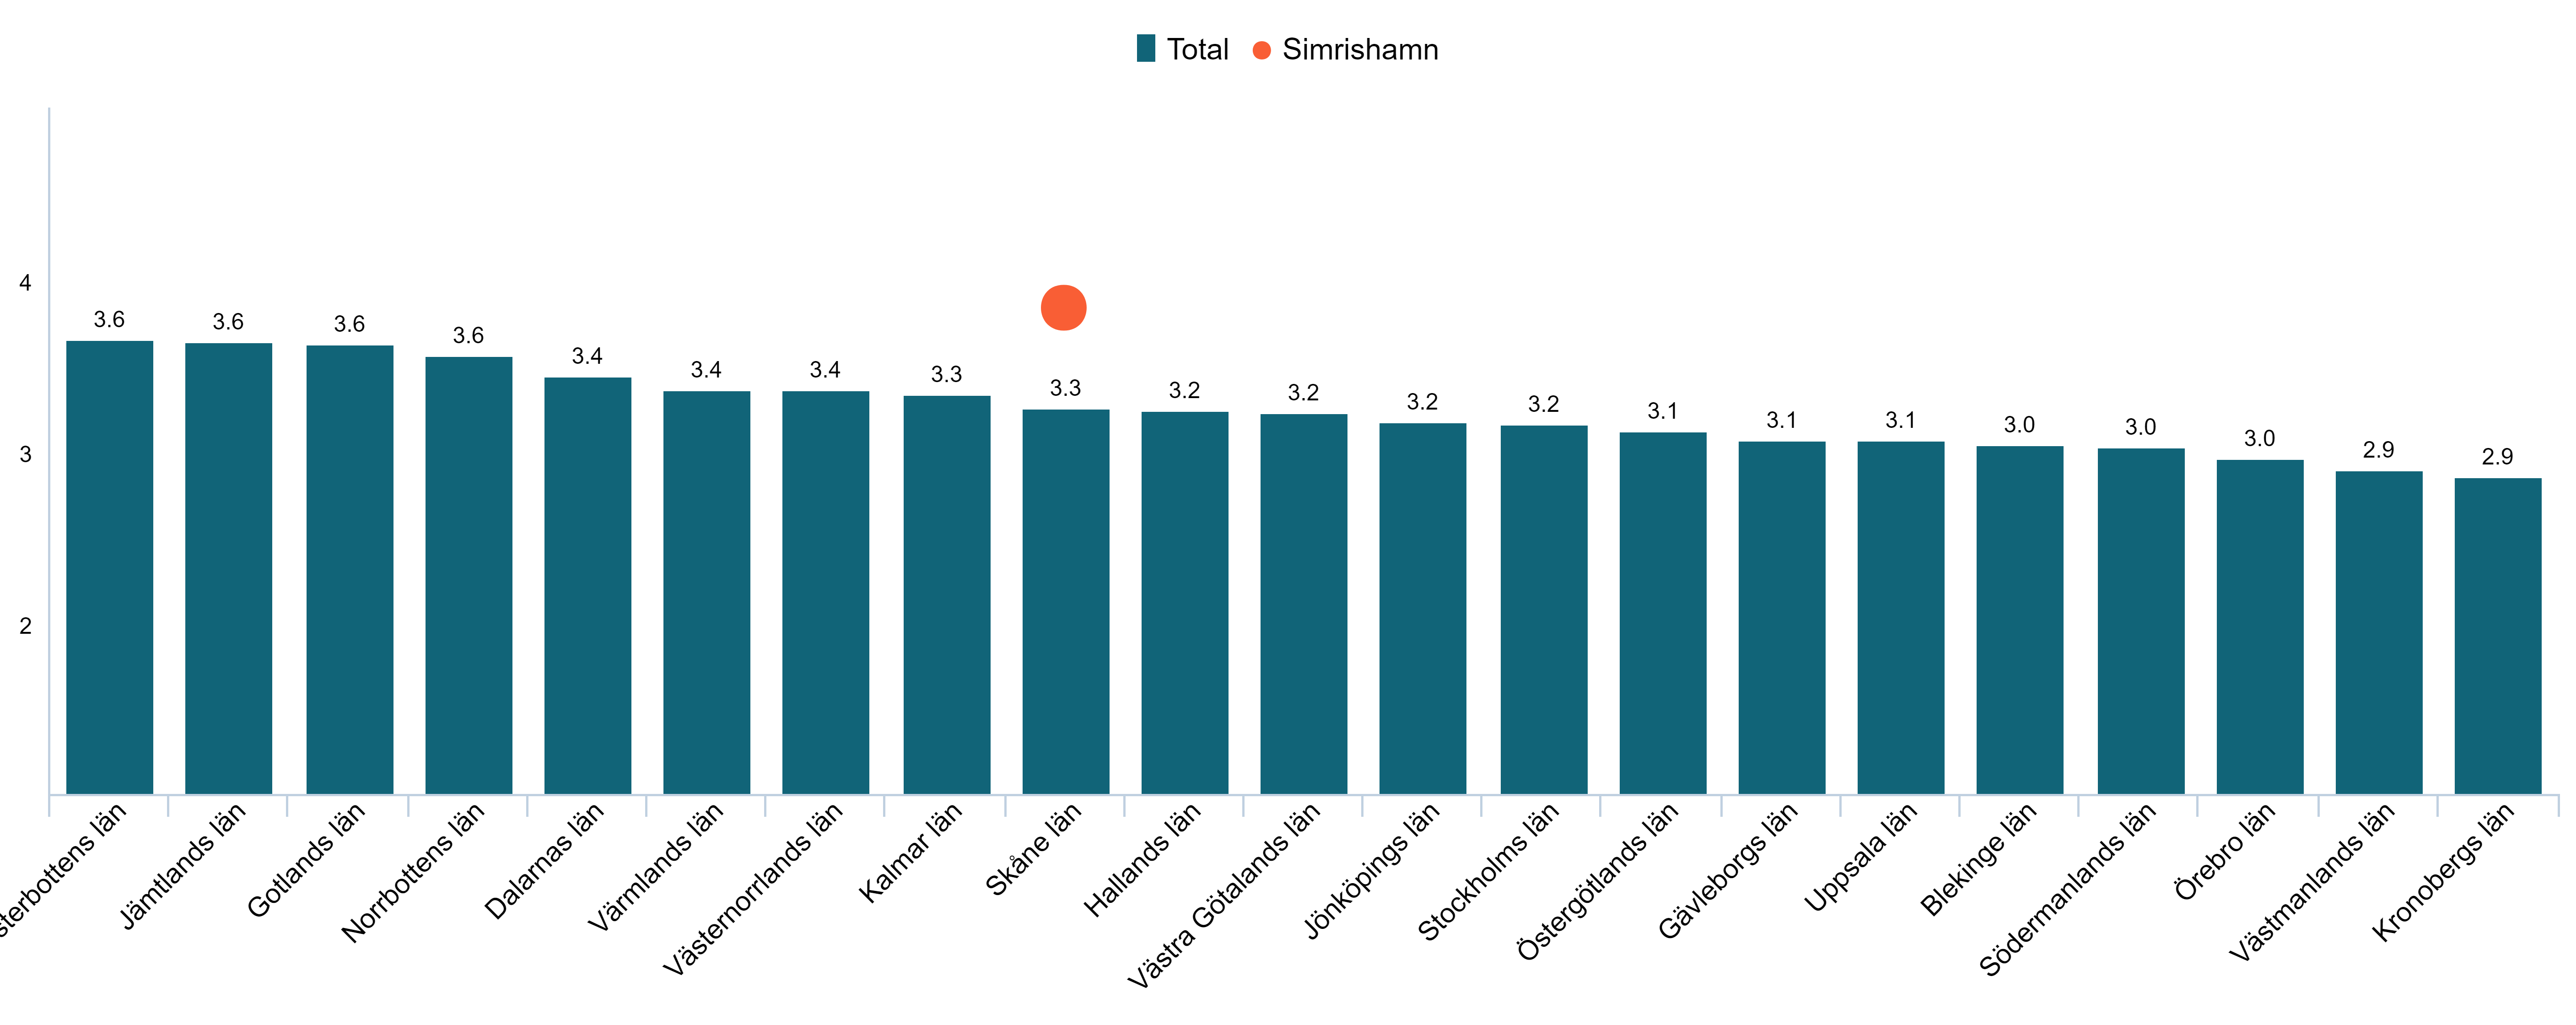 Total Simrishamn
4
3
2
3.6 3.6 3.6 3.6 3.4 3.4 3.4 3.3 3.3 3.2 3.2 3.2 3.2 3.1 3.1 3.1 3.0 3.0 3.0 2.9 2.9
sterbottens län
Jämtlands län
Gotlands län
Norrbottens län
Dalarnas län
Värmlands län
Västernorrlands län
Kalmar län
Skåne län
Hallands län
Västra Götalands län
Jönköpings län
Stockholms län
Östergötlands län
Gävleborgs län
Uppsala län
Blekinge län
Södermanlands län
Örebro län
Västmanlands län
Kronobergs län